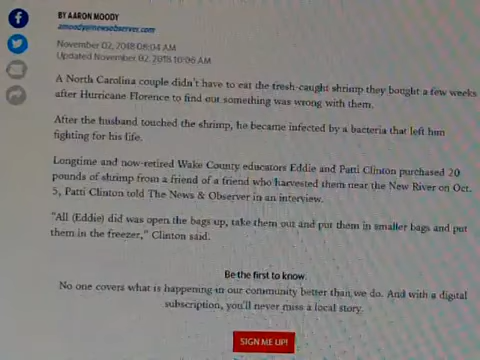 BY AARON MOODY
amoody@newsobserver.com
November 02, 2018 08:04 AM
Updated November 02, 2018 10:06 AM
A North Carolina couple didn't have to eat the fresh-caught shrimp they bought a few weeks
after Hurricane Florence to find out something was wrong with them.
After the husband touched the shrimp, he became infected by a bacteria that left him
fighting for his life.
Longtime and now-retired Wake County educators Eddie and Patti Clinton purchased 20
pounds of shrimp from a friend of a friend who harvested them near the New River on Oct.
5, Patti Clinton told The News & Observer in an interview.
"All (Eddie) did was open the bags up, take them out and put them in smaller bags and put
them in the freezer," Clinton said.
Be the first to know.
No one covers what is happening in our community better than we do. And with a digital
subscription, you'll never miss a local story.
SIGN ME UP!